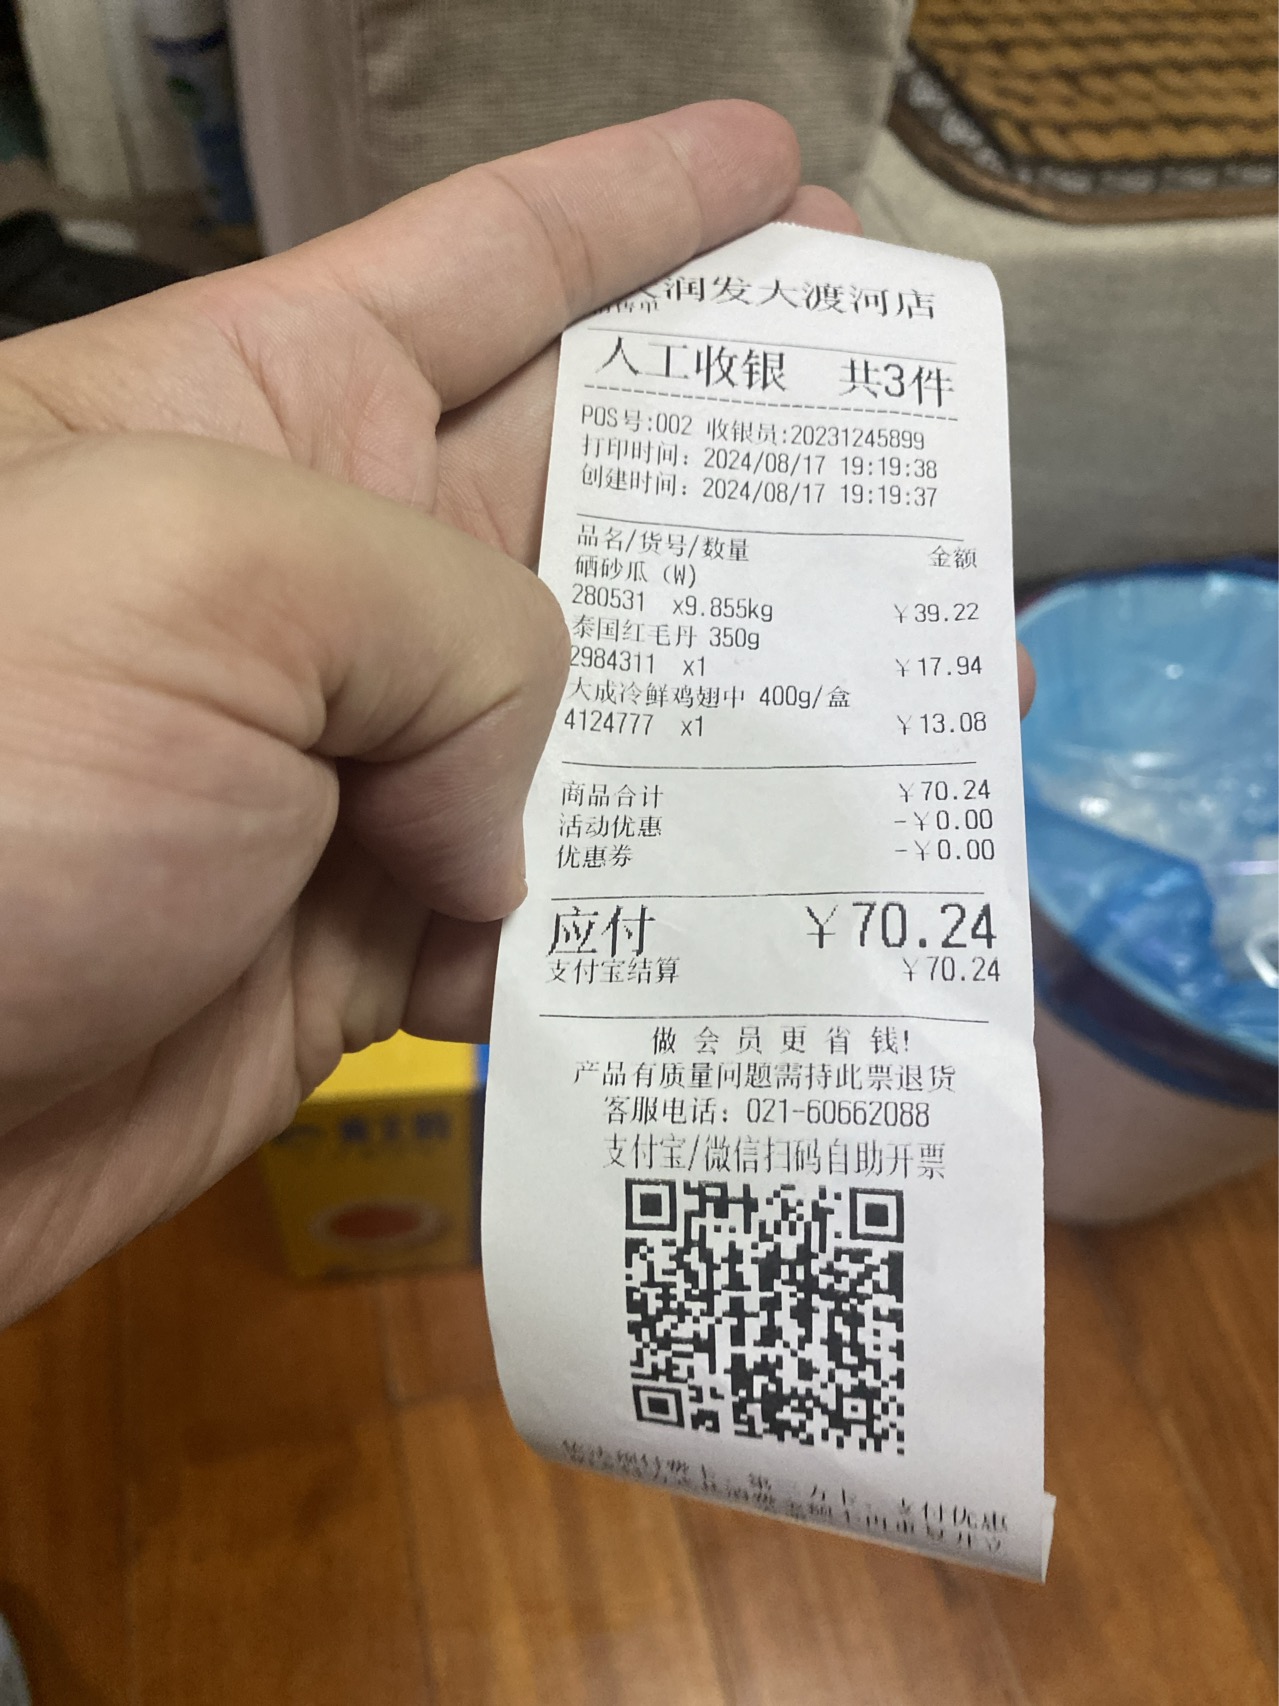 大润发大渡河店
人工收银 共3件
POS号:002 收银员:20231245899
打印时间: 2024/08/17 19:19:38
创建时间: 2024/08/17 19:19:37
品名/货号/数量 金额
硒砂瓜 (W)
280531 x9.855kg ￥39.22
泰国红毛丹 350g
2984311 x1 ￥17.94
大成冷鲜鸡翅中 400g/盒
4124777 x1 ￥13.08
商品合计 ￥70.24
活动优惠 -￥0.00
优惠券 -￥0.00
应付 ￥70.24
支付宝结算 ￥70.24
做会员更省钱!
产品有质量问题需持此票退货
客服电话: 021-60662088
支付宝/微信扫码自助开票
支付优惠